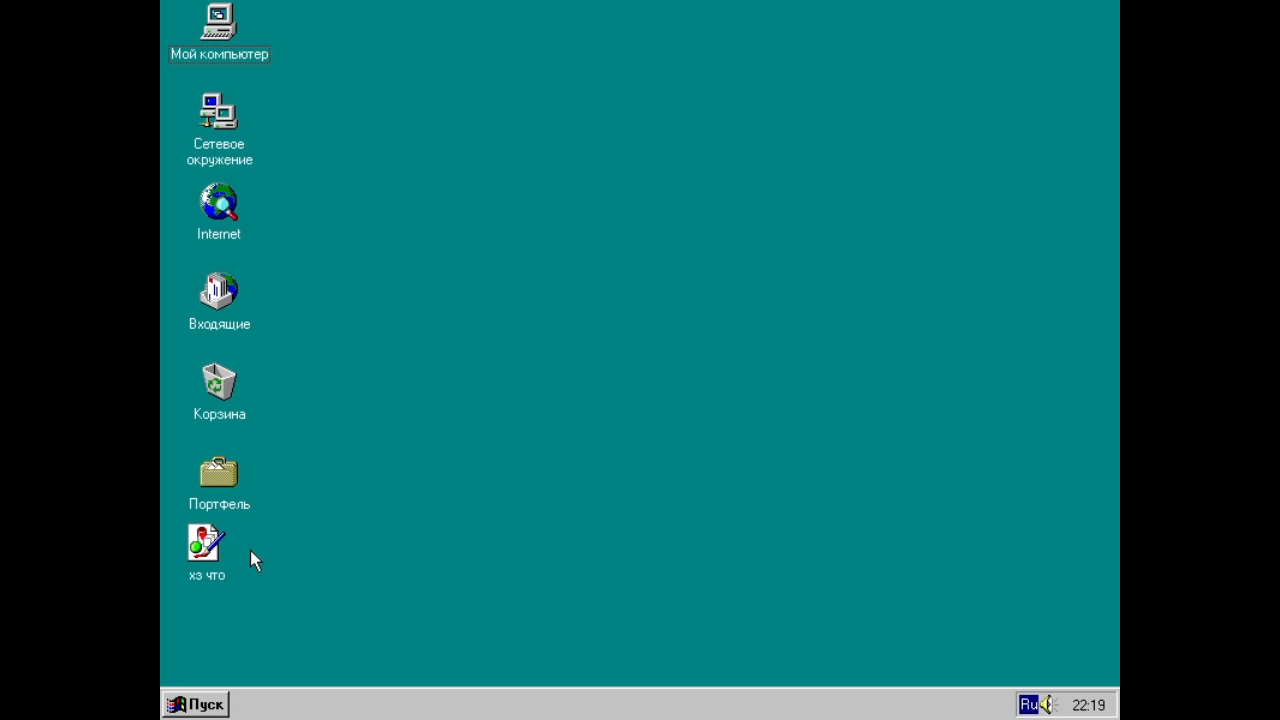 Мой компьютер
Сетевое
окружение
Internet
Входящие
Корзина
Портфель
хз что
Пуск
Ru
22:19